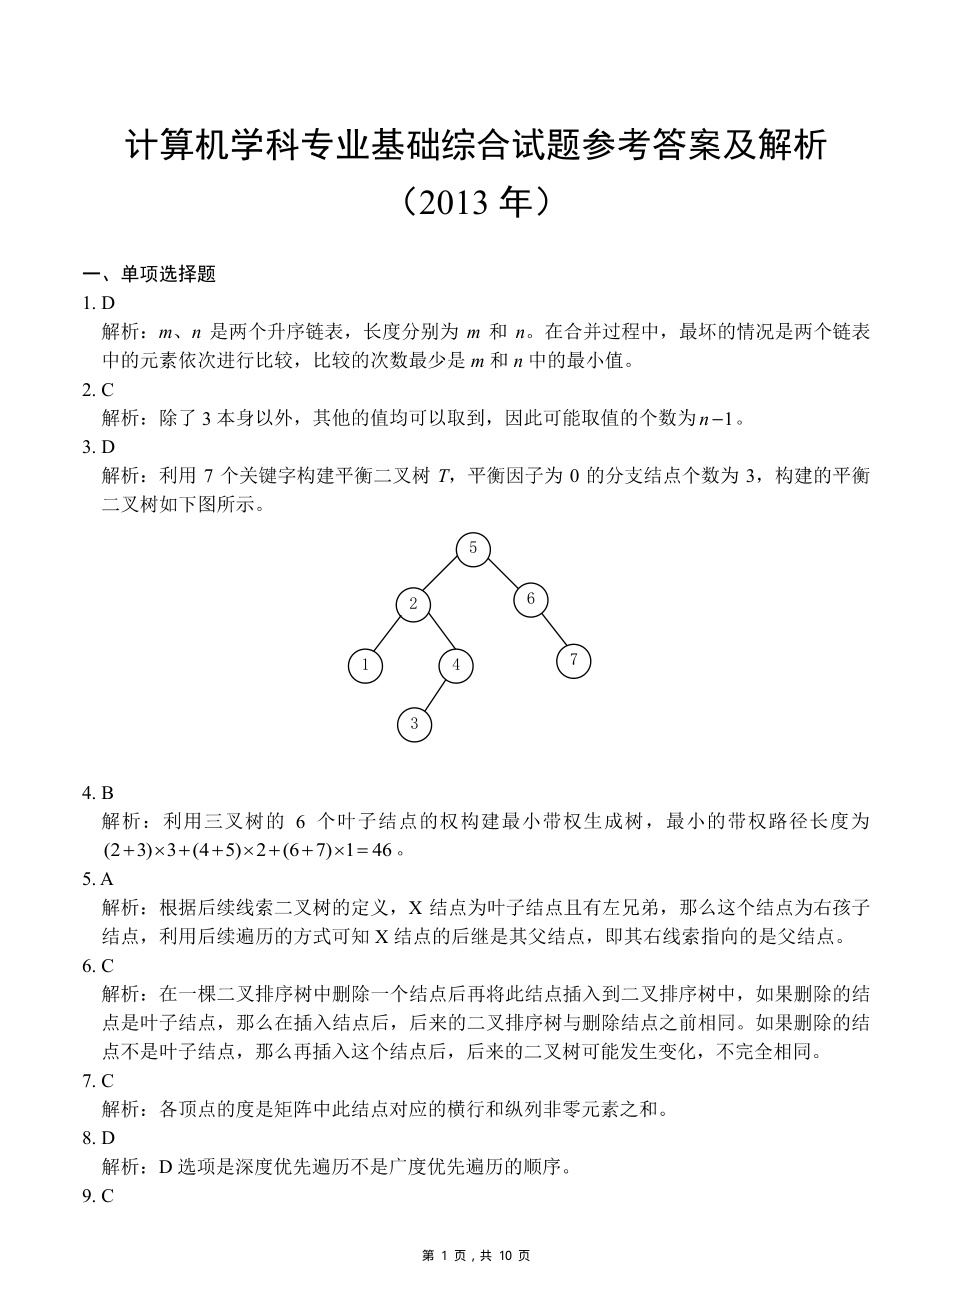 计算机学科专业基础综合试题参考答案及解析
（2013 年）
一、单项选择题
1. D
解析：m、n 是两个升序链表，长度分别为 m 和 n。在合并过程中，最坏的情况是两个链表
中的元素依次进行比较，比较的次数最少是 m 和 n 中的最小值。
2. C
解析：除了 3 本身以外，其他的值均可以取到，因此可能取值的个数为 n−1。
3. D
解析：利用 7 个关键字构建平衡二叉树 T，平衡因子为 0 的分支结点个数为 3，构建的平衡
二叉树如下图所示。
5
2
6
1
4
7
3
4. B
解析：利用三叉树的 6 个叶子结点的权构建最小带权生成树，最小的带权路径长度为
(2+3)×3+(4+5)×2+(6+7)×1=46。
5. A
解析：根据后续线索二叉树的定义，X 结点为叶子结点且有左兄弟，那么这个结点为右孩子
结点，利用后续遍历的方式可知 X 结点的后继是其父结点，即其右线索指向的是父结点。
6. C
解析：在一棵二叉排序树中删除一个结点后再将此结点插入到二叉排序树中，如果删除的结
点是叶子结点，那么在插入结点后，后来的二叉排序树与删除结点之前相同。如果删除的结
点不是叶子结点，那么再插入这个结点后，后来的二叉树可能发生变化，不完全相同。
7. C
解析：各顶点的度是矩阵中此结点对应的横行和纵列非零元素之和。
8. D
解析：D 选项是深度优先遍历不是广度优先遍历的顺序。
9. C
第 1 页，共 10 页